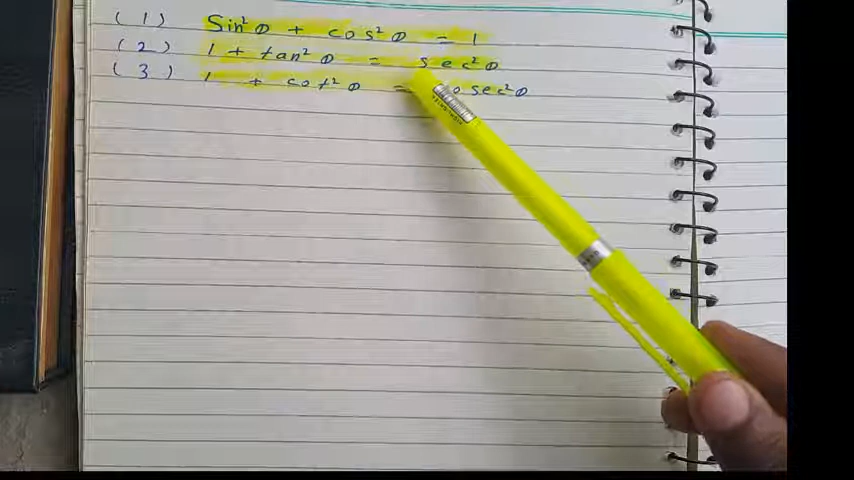 (1) Sin²θ + cos²θ = 1
(2) 1 + tan²θ = sec²θ
(3) 1 + cot²θ = cosec²θ